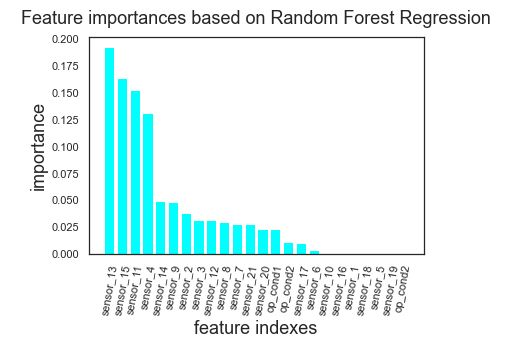 Feature importances based on Random Forest Regression
0.200
0.175
0.150
0.125
0.100
0.075
0.050
0.025
0.000
importance
sensor_13
sensor_15
sensor_11
sensor_4
sensor_14
sensor_9
sensor_2
sensor_3
sensor_12
sensor_8
sensor_7
sensor_21
sensor_20
op_cond1
op_cond2
sensor_17
sensor_6
sensor_10
sensor_16
sensor_1
sensor_18
sensor_5
sensor_19
op_cond2
feature indexes